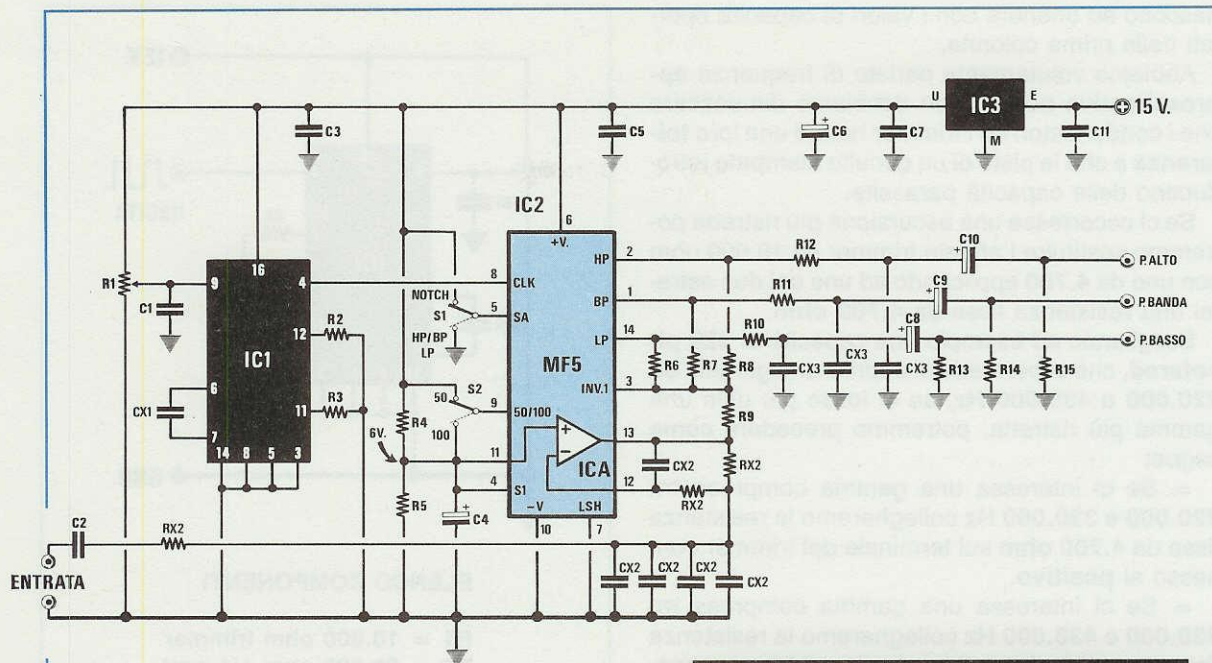 IC3
U
E
M
15 V.
C3
C5
C6
C7
C11
IC2
6
+V.
R12
C10
HP
2
P.ALTO
R1
9
16
4
8
CLK
R11
C9
BP
1
P.BANDA
NOTCH
S1
5
SA
C1
12
R2
HP/BP
LP
R10
C8
LP
14
P.BASSO
IC1
MF5
R6
R7
R8
CX3
CX3
CX3
R13
R14
R15
6
CX1
7
11
R3
S2
50
100
9
50/100
INV.1
3
R4
R9
6V.
11
+
−
13
14
8
5
3
4
S1
ICA
CX2
RX2
R5
C4
12
RX2
−V
10
LSH
7
C2
RX2
ENTRATA
CX2
CX2
CX2
CX2
ELENCO COMPONENTI